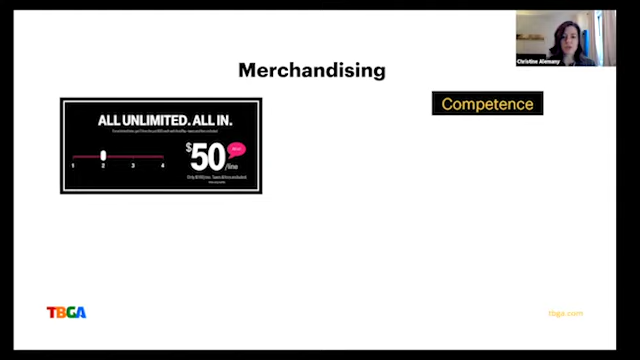 Christine Alemany
Merchandising
Competence
ALL UNLIMITED. ALL IN.
$50
/line
1 2 3 4
TBGA
tbga.com